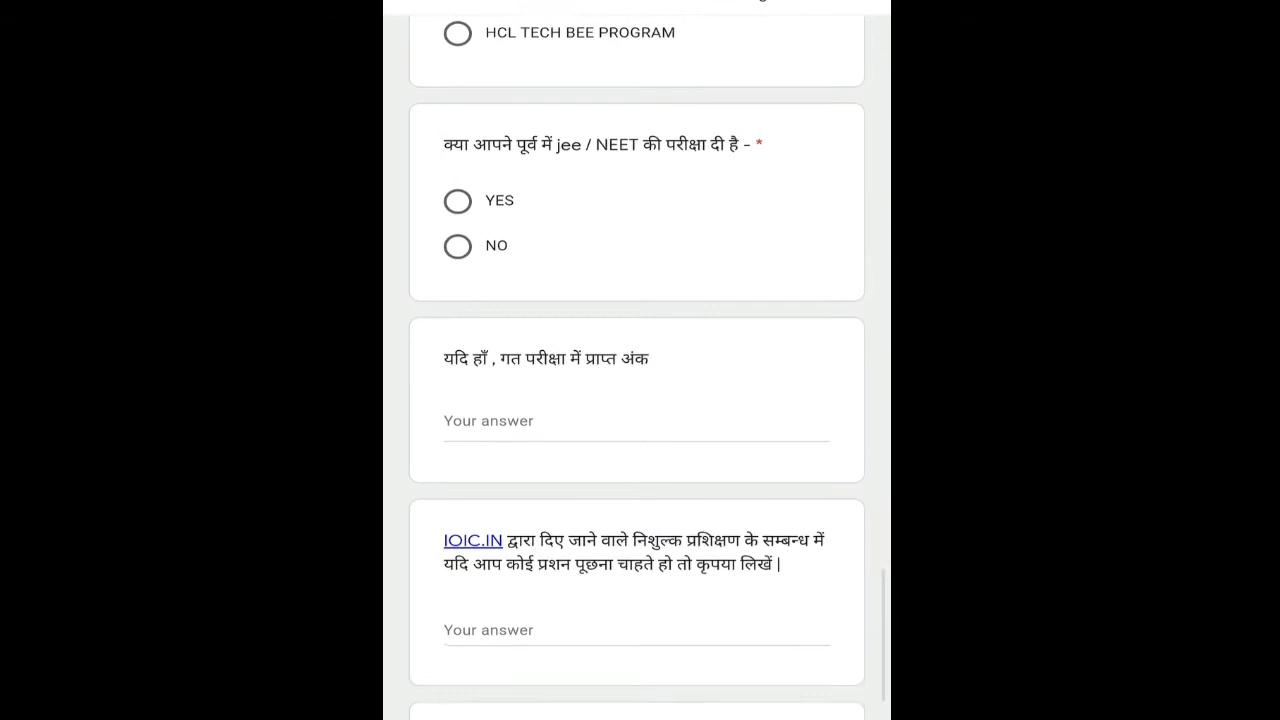 HCL TECH BEE PROGRAM
क्या आपने पूर्व में jee / NEET की परीक्षा दी है - *
YES
NO
यदि हाँ , गत परीक्षा में प्राप्त अंक
Your answer
IOIC.IN द्वारा दिए जाने वाले निशुल्क प्रशिक्षण के सम्बन्ध में
यदि आप कोई प्रशन पूछना चाहते हो तो कृपया लिखें |
Your answer